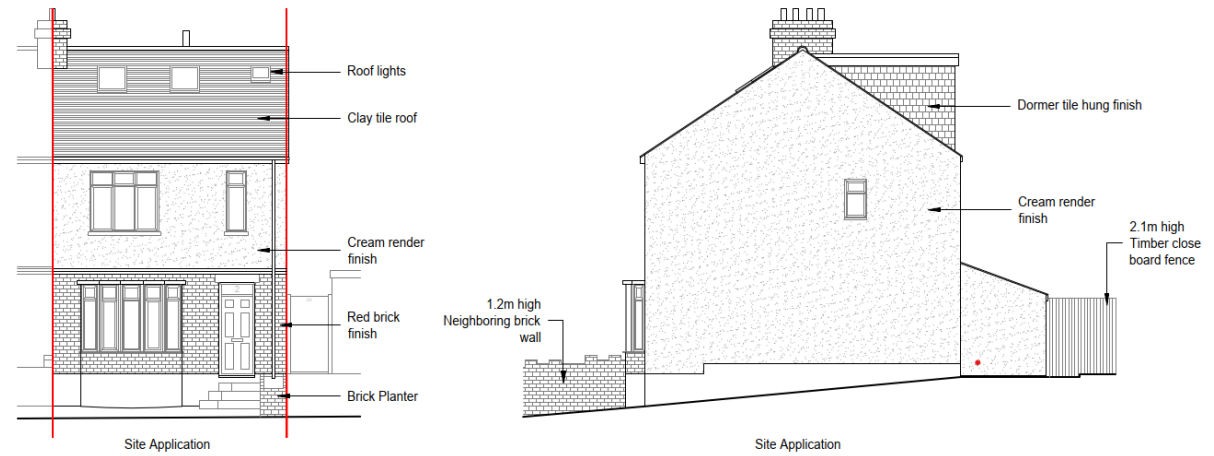 Roof lights
Clay tile roof
Cream render
finish
Red brick
finish
Brick Planter
2
Site Application
Dormer tile hung finish
Cream render
finish
2.1m high
Timber close
board fence
1.2m high
Neighboring brick
wall
Site Application